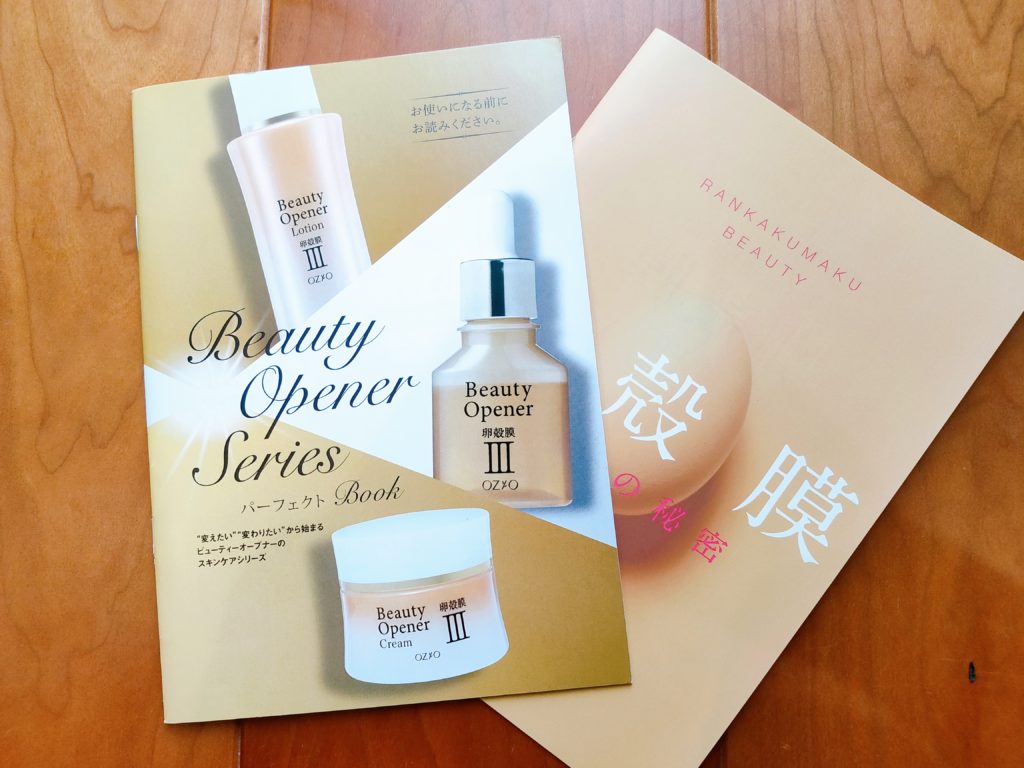 お使いになる前に
お読みください。
Beauty
Opener
Lotion
卵殻膜
III
OZIO
Beauty
Opener
Series
パーフェクト Book
"変えたい""変わりたい"から始まる
ビューティーオープナーの
スキンケアシリーズ
Beauty
Opener
卵殻膜
III
OZIO
Beauty
Opener
Cream
卵殻膜
III
OZIO
RANKAKUMAKU
BEAUTY
殻膜
の秘密